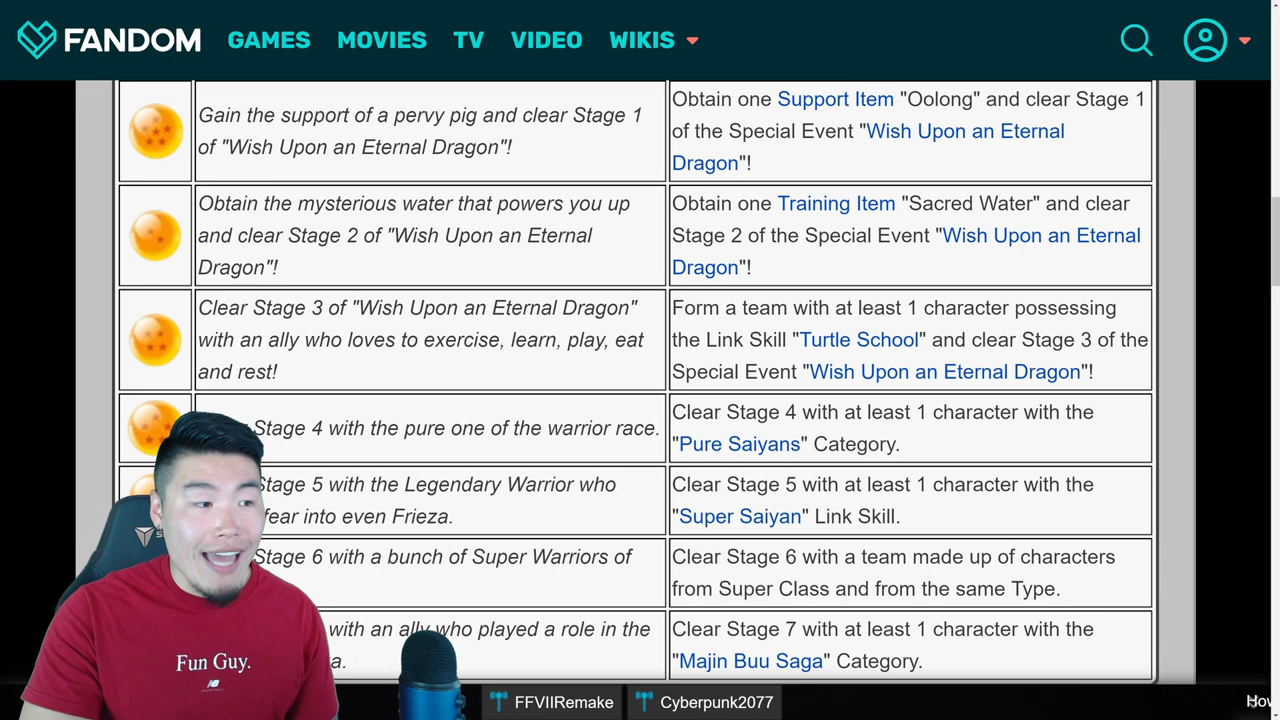 FANDOM GAMES MOVIES TV VIDEO WIKIS
Gain the support of a pervy pig and clear Stage 1
of "Wish Upon an Eternal Dragon"!
Obtain one Support Item "Oolong" and clear Stage 1
of the Special Event "Wish Upon an Eternal
Dragon"!
Obtain the mysterious water that powers you up
and clear Stage 2 of "Wish Upon an Eternal
Dragon"!
Obtain one Training Item "Sacred Water" and clear
Stage 2 of the Special Event "Wish Upon an Eternal
Dragon"!
Clear Stage 3 of "Wish Upon an Eternal Dragon"
with an ally who loves to exercise, learn, play, eat
and rest!
Form a team with at least 1 character possessing
the Link Skill "Turtle School" and clear Stage 3 of the
Special Event "Wish Upon an Eternal Dragon"!
Stage 4 with the pure one of the warrior race.
Clear Stage 4 with at least 1 character with the
"Pure Saiyans" Category.
Stage 5 with the Legendary Warrior who
fear into even Frieza.
Clear Stage 5 with at least 1 character with the
"Super Saiyan" Link Skill.
Stage 6 with a bunch of Super Warriors of
Clear Stage 6 with a team made up of characters
from Super Class and from the same Type.
with an ally who played a role in the
a.
Clear Stage 7 with at least 1 character with the
"Majin Buu Saga" Category.
Fun Guy.
NB
FFVIIRemake Cyberpunk2077